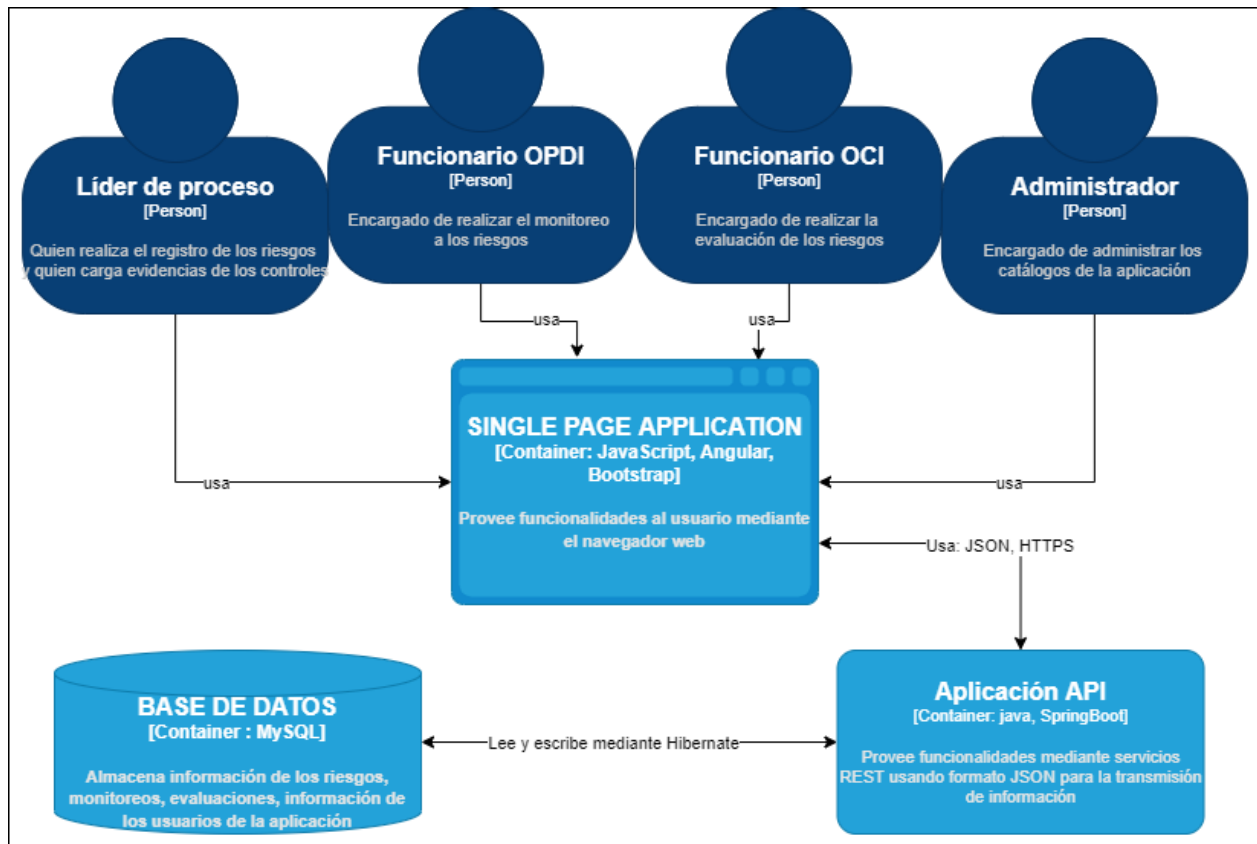 Líder de proceso
[Person]
Quien realiza el registro de los riesgos
y quien carga evidencias de los controles
Funcionario OPDI
[Person]
Encargado de realizar el monitoreo
a los riesgos
Funcionario OCI
[Person]
Encargado de realizar la
evaluación de los riesgos
Administrador
[Person]
Encargado de administrar los
catálogos de la aplicación
usa
usa
usa
usa
SINGLE PAGE APPLICATION
[Container: JavaScript, Angular,
Bootstrap]
Provee funcionalidades al usuario mediante
el navegador web
Usa: JSON, HTTPS
BASE DE DATOS
[Container : MySQL]
Almacena información de los riesgos,
monitoreos, evaluaciones, información de
los usuarios de la aplicación
Lee y escribe mediante Hibernate
Aplicación API
[Container: java, SpringBoot]
Provee funcionalidades mediante servicios
REST usando formato JSON para la transmisión
de información